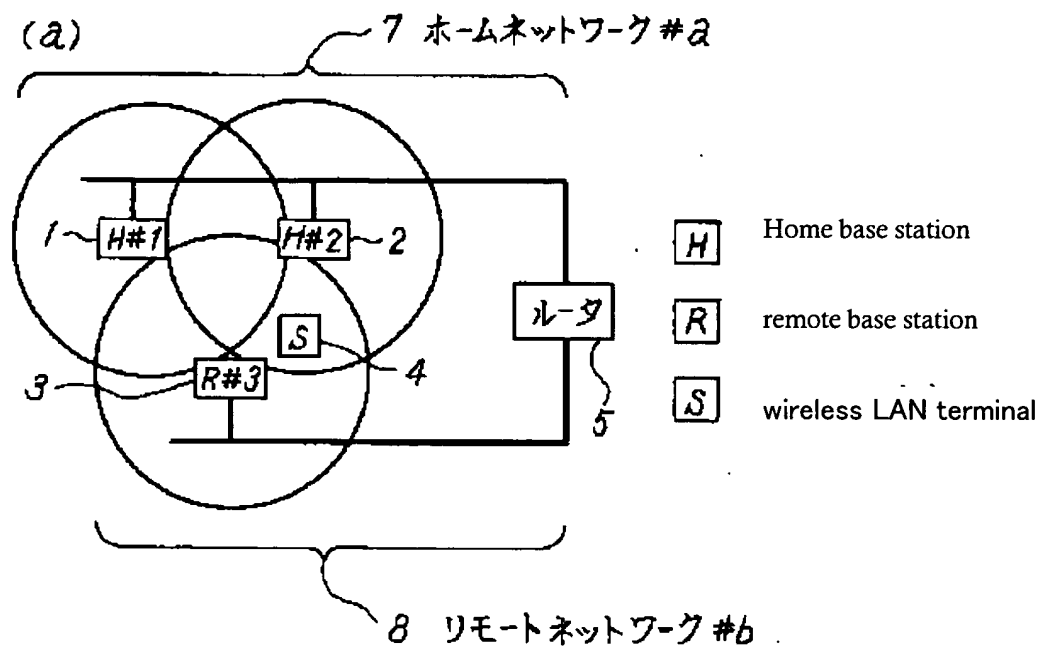 (a)
7 ホームネットワーク #a
1
H#1
H#2
2
H
Home base station
ルータ
R
remote base station
S
4
3
R#3
5
S
wireless LAN terminal
8 リモートネットワーク #b